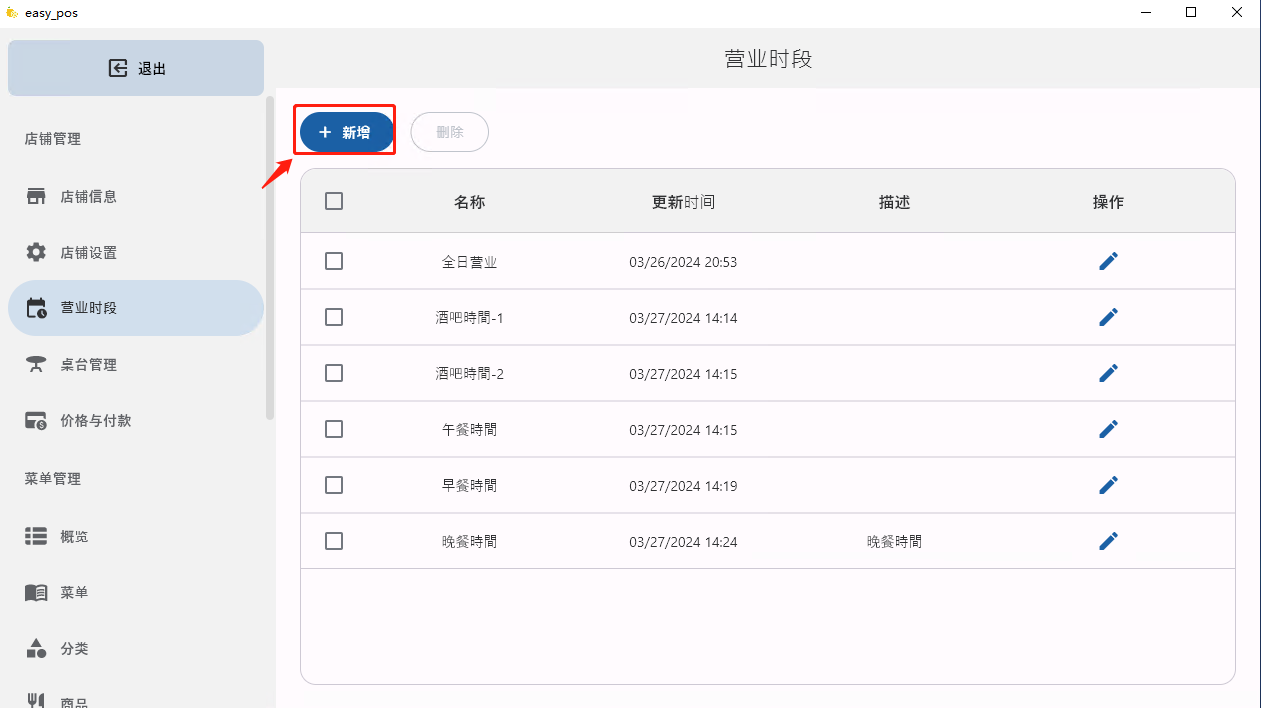 easy_pos
退出
营业时段
店铺管理
店铺信息
店铺设置
营业时段
桌台管理
价格与付款
菜单管理
概览
菜单
分类
商品
新增
删除
名称 更新时间 描述 操作
全日营业 03/26/2024 20:53
酒吧時間-1 03/27/2024 14:14
酒吧時間-2 03/27/2024 14:15
午餐時間 03/27/2024 14:15
早餐時間 03/27/2024 14:19
晚餐時間 03/27/2024 14:24 晚餐時間